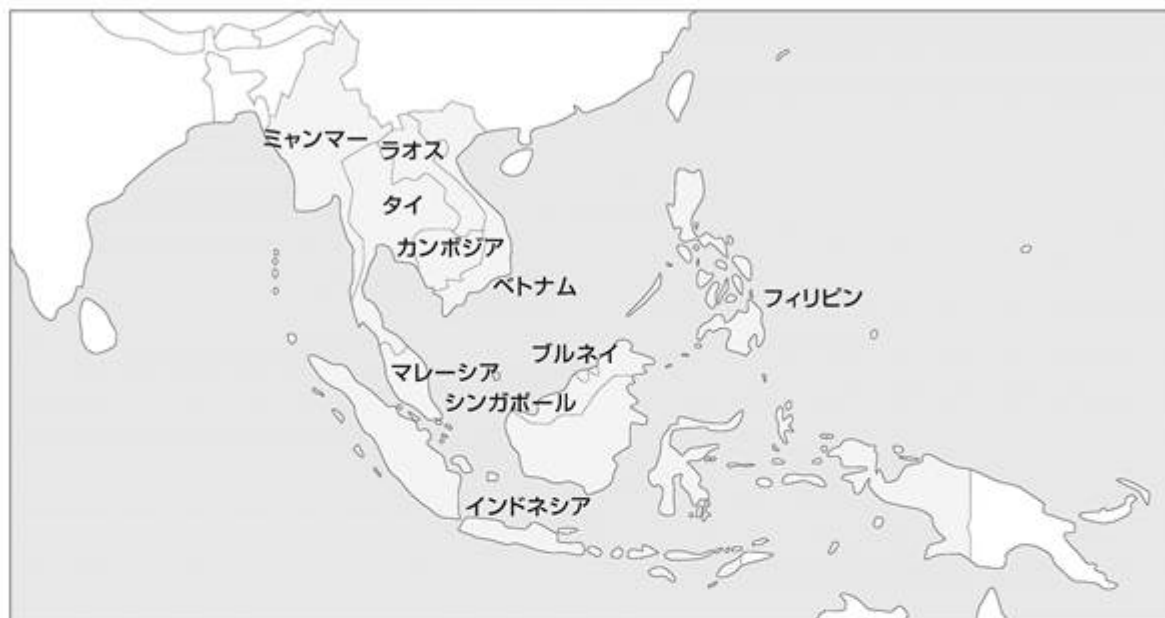 ミャンマー
ラオス
タイ
カンボジア
ベトナム
フィリピン
ブルネイ
マレーシア
シンガポール
インドネシア